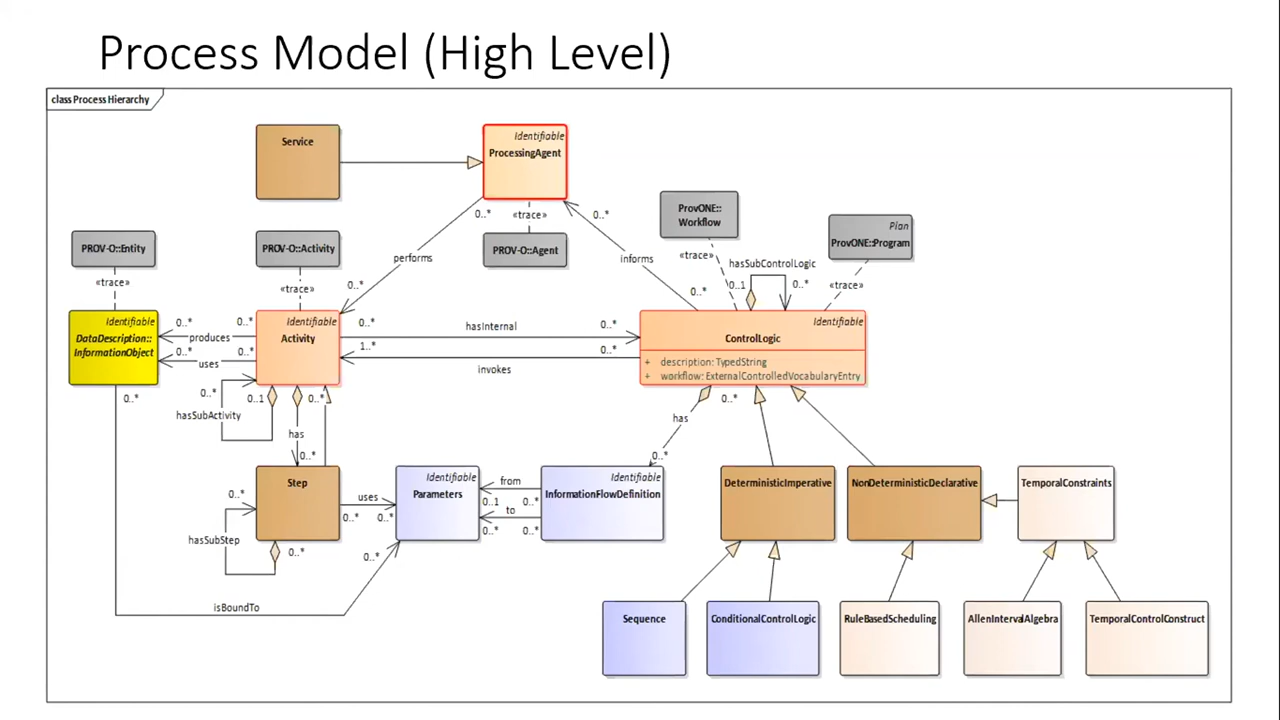 Process Model (High Level)
class Process Hierarchy
Service
Identifiable
ProcessingAgent
0..*
«trace»
0..*
ProvONE::
Workflow
Plan
ProvONE::Program
PROV-O::Entity
PROV-O::Activity
PROV-O::Agent
performs
informs
«trace»
hasSubControlLogic
«trace»
«trace»
«trace»
0..*
0..*
0..1
0..*
Identifiable
DataDescription::
InformationObject
0..*
produces
0..*
0..*
uses
0..*
Identifiable
Activity
0..*
hasInternal
0..*
1..*
invokes
0..*
Identifiable
ControlLogic
+ description: TypedString
+ workflow: ExternalControlledVocabularyEntry
0..*
0..*
hasSubActivity
0..1
0..*
has
0..*
0..*
has
0..*
Step
uses
0..*
0..*
Identifiable
Parameters
from
0..1
0..*
to
0..*
0..*
Identifiable
InformationFlowDefinition
DeterministicImperative
NonDeterministicDeclarative
TemporalConstraints
0..*
hasSubStep
0..*
0..*
isBoundTo
Sequence
ConditionalControlLogic
RuleBasedScheduling
AllenIntervalAlgebra
TemporalControlConstruct